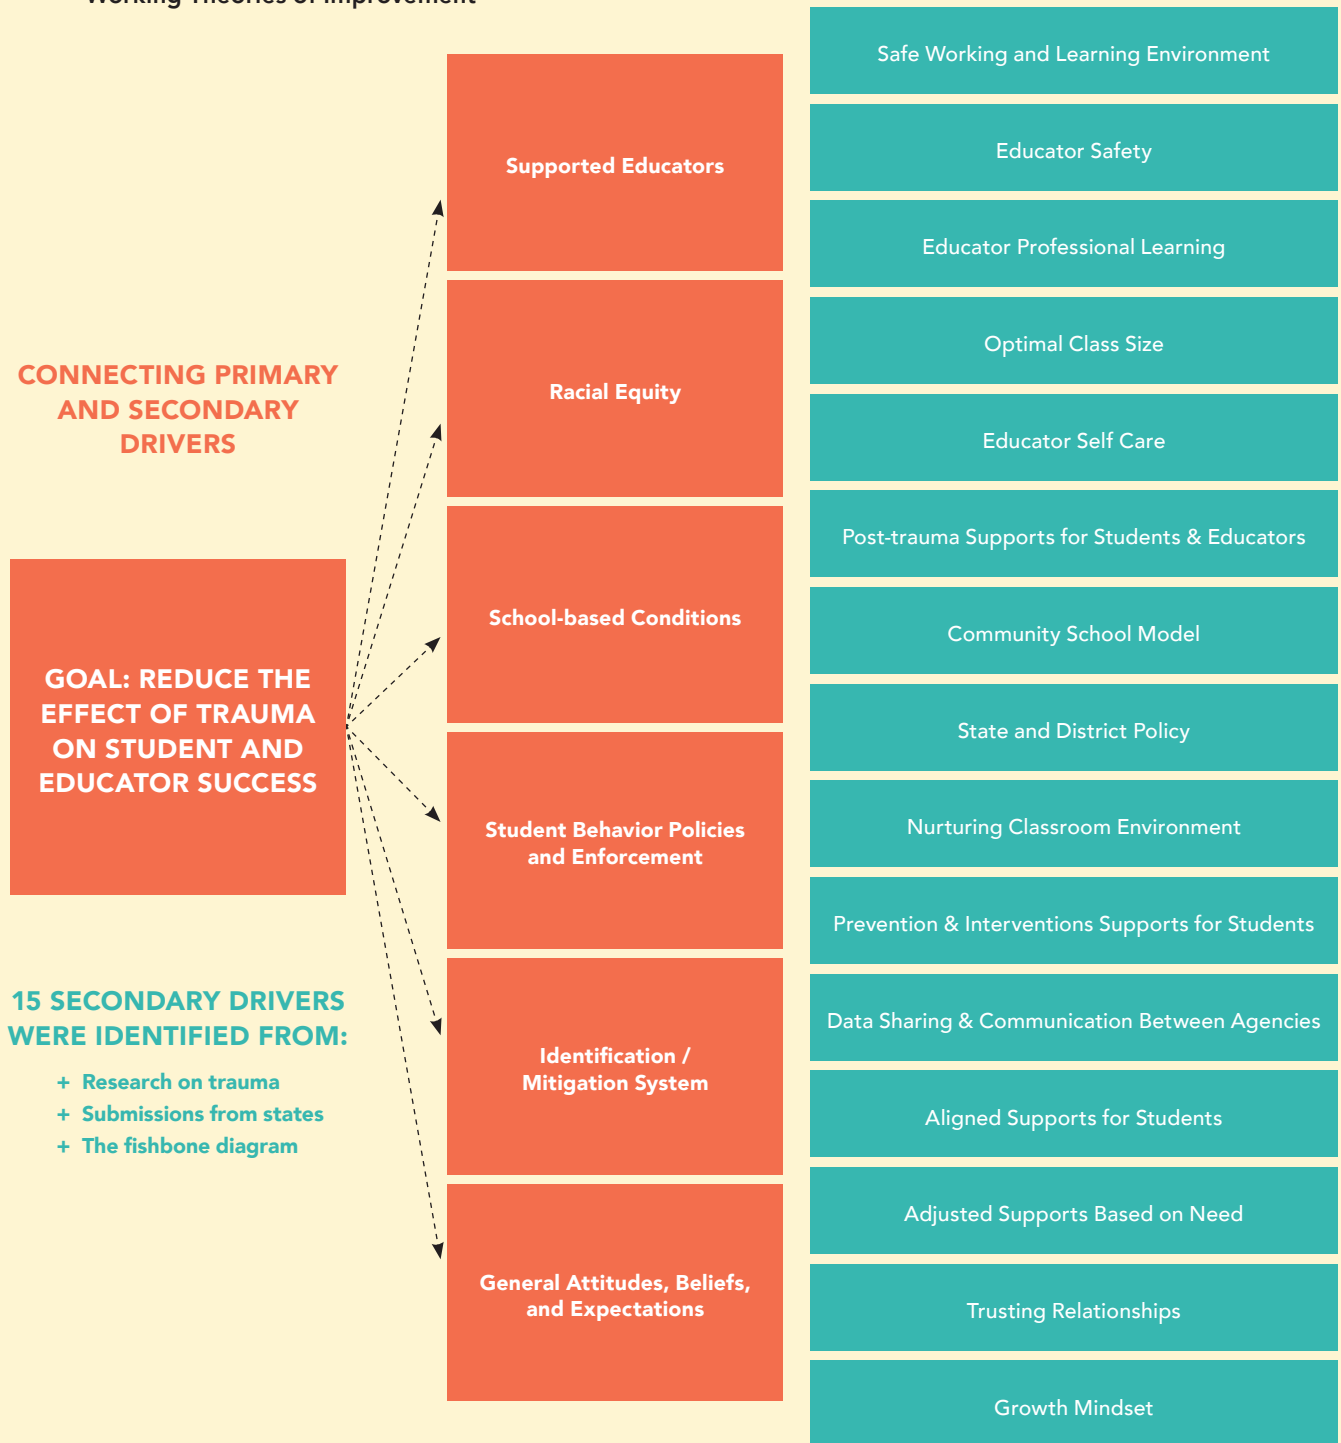 Working Theories of Improvement
CONNECTING PRIMARY
AND SECONDARY
DRIVERS
GOAL: REDUCE THE
EFFECT OF TRAUMA
ON STUDENT AND
EDUCATOR SUCCESS
15 SECONDARY DRIVERS
WERE IDENTIFIED FROM:
+ Research on trauma
+ Submissions from states
+ The fishbone diagram
Supported Educators
Racial Equity
School-based Conditions
Student Behavior Policies
and Enforcement
Identification /
Mitigation System
General Attitudes, Beliefs,
and Expectations
Safe Working and Learning Environment
Educator Safety
Educator Professional Learning
Optimal Class Size
Educator Self Care
Post-trauma Supports for Students & Educators
Community School Model
State and District Policy
Nurturing Classroom Environment
Prevention & Interventions Supports for Students
Data Sharing & Communication Between Agencies
Aligned Supports for Students
Adjusted Supports Based on Need
Trusting Relationships
Growth Mindset